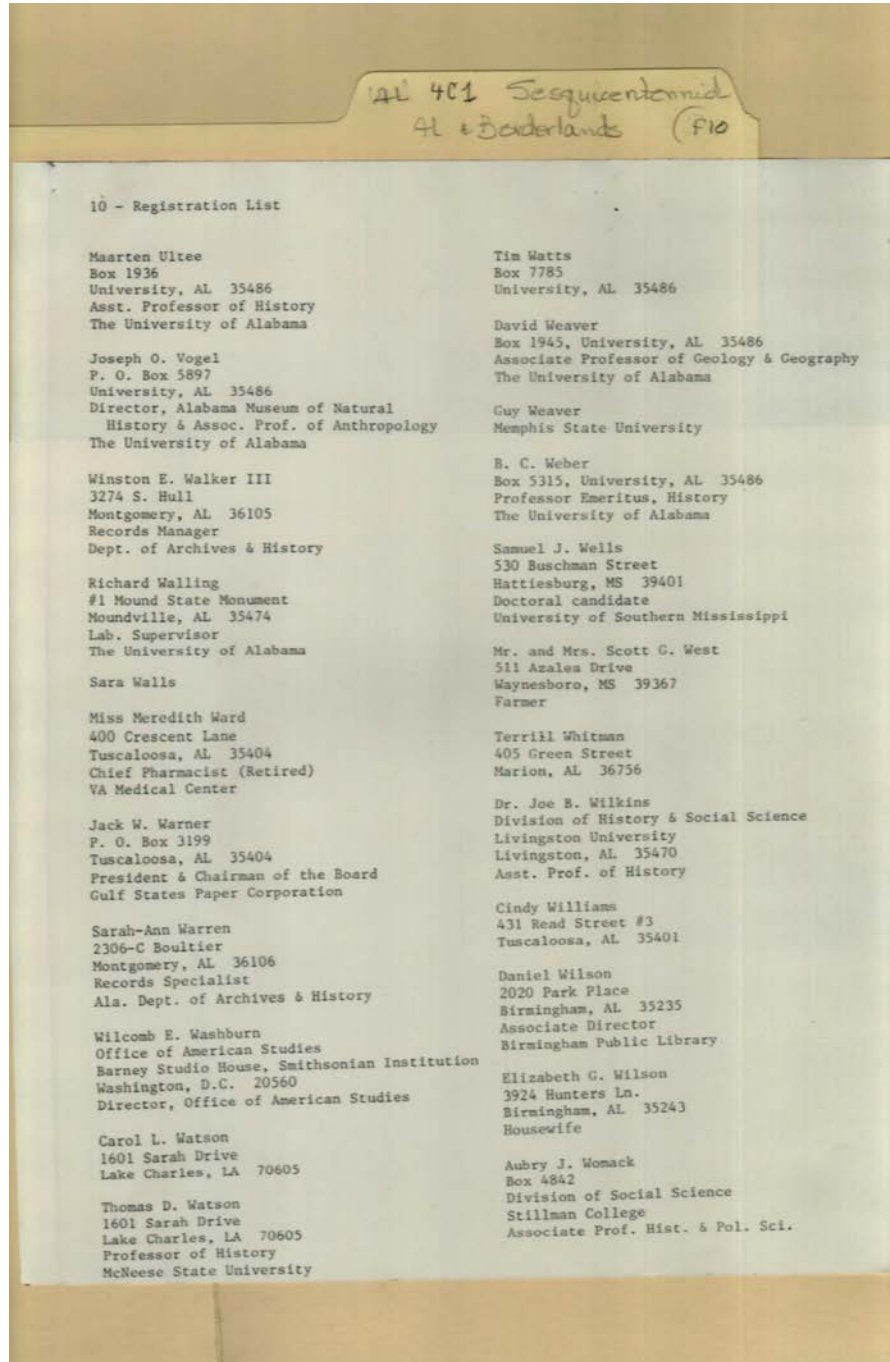 AL 4C1 Sesquicentennid
AL & Borderlands (F10
10 - Registration List
Maarten Ultee
Box 1936
University, AL 35486
Asst. Professor of History
The University of Alabama
Joseph O. Vogel
P. O. Box 5897
University, AL 35486
Director, Alabama Museum of Natural
History & Assoc. Prof. of Anthropology
The University of Alabama
Winston E. Walker III
3274 S. Hull
Montgomery, AL 36105
Records Manager
Dept. of Archives & History
Richard Walling
#1 Mound State Monument
Moundville, AL 35474
Lab. Supervisor
The University of Alabama
Sara Walls
Miss Meredith Ward
400 Crescent Lane
Tuscaloosa, AL 35404
Chief Pharmacist (Retired)
VA Medical Center
Jack W. Warner
P. O. Box 3199
Tuscaloosa, AL 35404
President & Chairman of the Board
Gulf States Paper Corporation
Sarah-Ann Warren
2306-C Boultier
Montgomery, AL 36106
Records Specialist
Ala. Dept. of Archives & History
Wilcomb E. Washburn
Office of American Studies
Barney Studio House, Smithsonian Institution
Washington, D.C. 20560
Director, Office of American Studies
Carol L. Watson
1601 Sarah Drive
Lake Charles, LA 70605
Thomas D. Watson
1601 Sarah Drive
Lake Charles, LA 70605
Professor of History
McNeese State University
Tim Watts
Box 7785
University, AL 35486
David Weaver
Box 1945, University, AL 35486
Associate Professor of Geology & Geography
The University of Alabama
Guy Weaver
Memphis State University
B. C. Weber
Box 5315, University, AL 35486
Professor Emeritus, History
The University of Alabama
Samuel J. Wells
530 Buschman Street
Hattiesburg, MS 39401
Doctoral candidate
University of Southern Mississippi
Mr. and Mrs. Scott G. West
511 Azalea Drive
Waynesboro, MS 39367
Farmer
Terrill Whitman
405 Green Street
Marion, AL 36756
Dr. Joe B. Wilkins
Division of History & Social Science
Livingston University
Livingston, AL 35470
Asst. Prof. of History
Cindy Williams
431 Read Street #3
Tuscaloosa, AL 35401
Daniel Wilson
2020 Park Place
Birmingham, AL 35235
Associate Director
Birmingham Public Library
Elizabeth G. Wilson
3924 Hunters Ln.
Birmingham, AL 35243
Housewife
Aubry J. Womack
Box 4842
Division of Social Science
Stillman College
Associate Prof. Hist. & Pol. Sci.